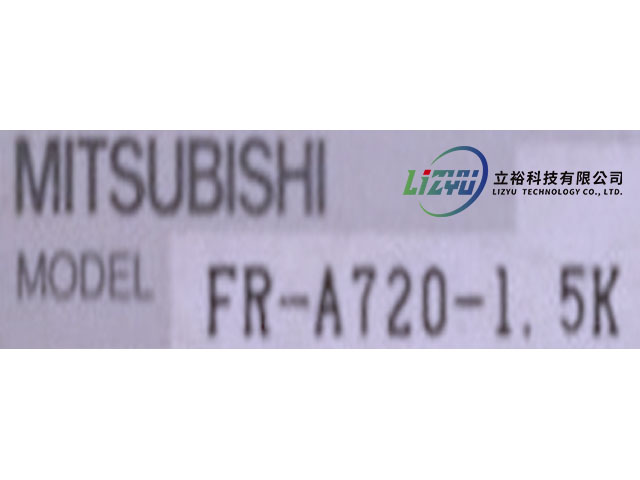 MITSUBISHI
LIZYU
立裕科技有限公司
LIZYU TECHNOLOGY CO., LTD.
MODEL FR-A720-1.5K